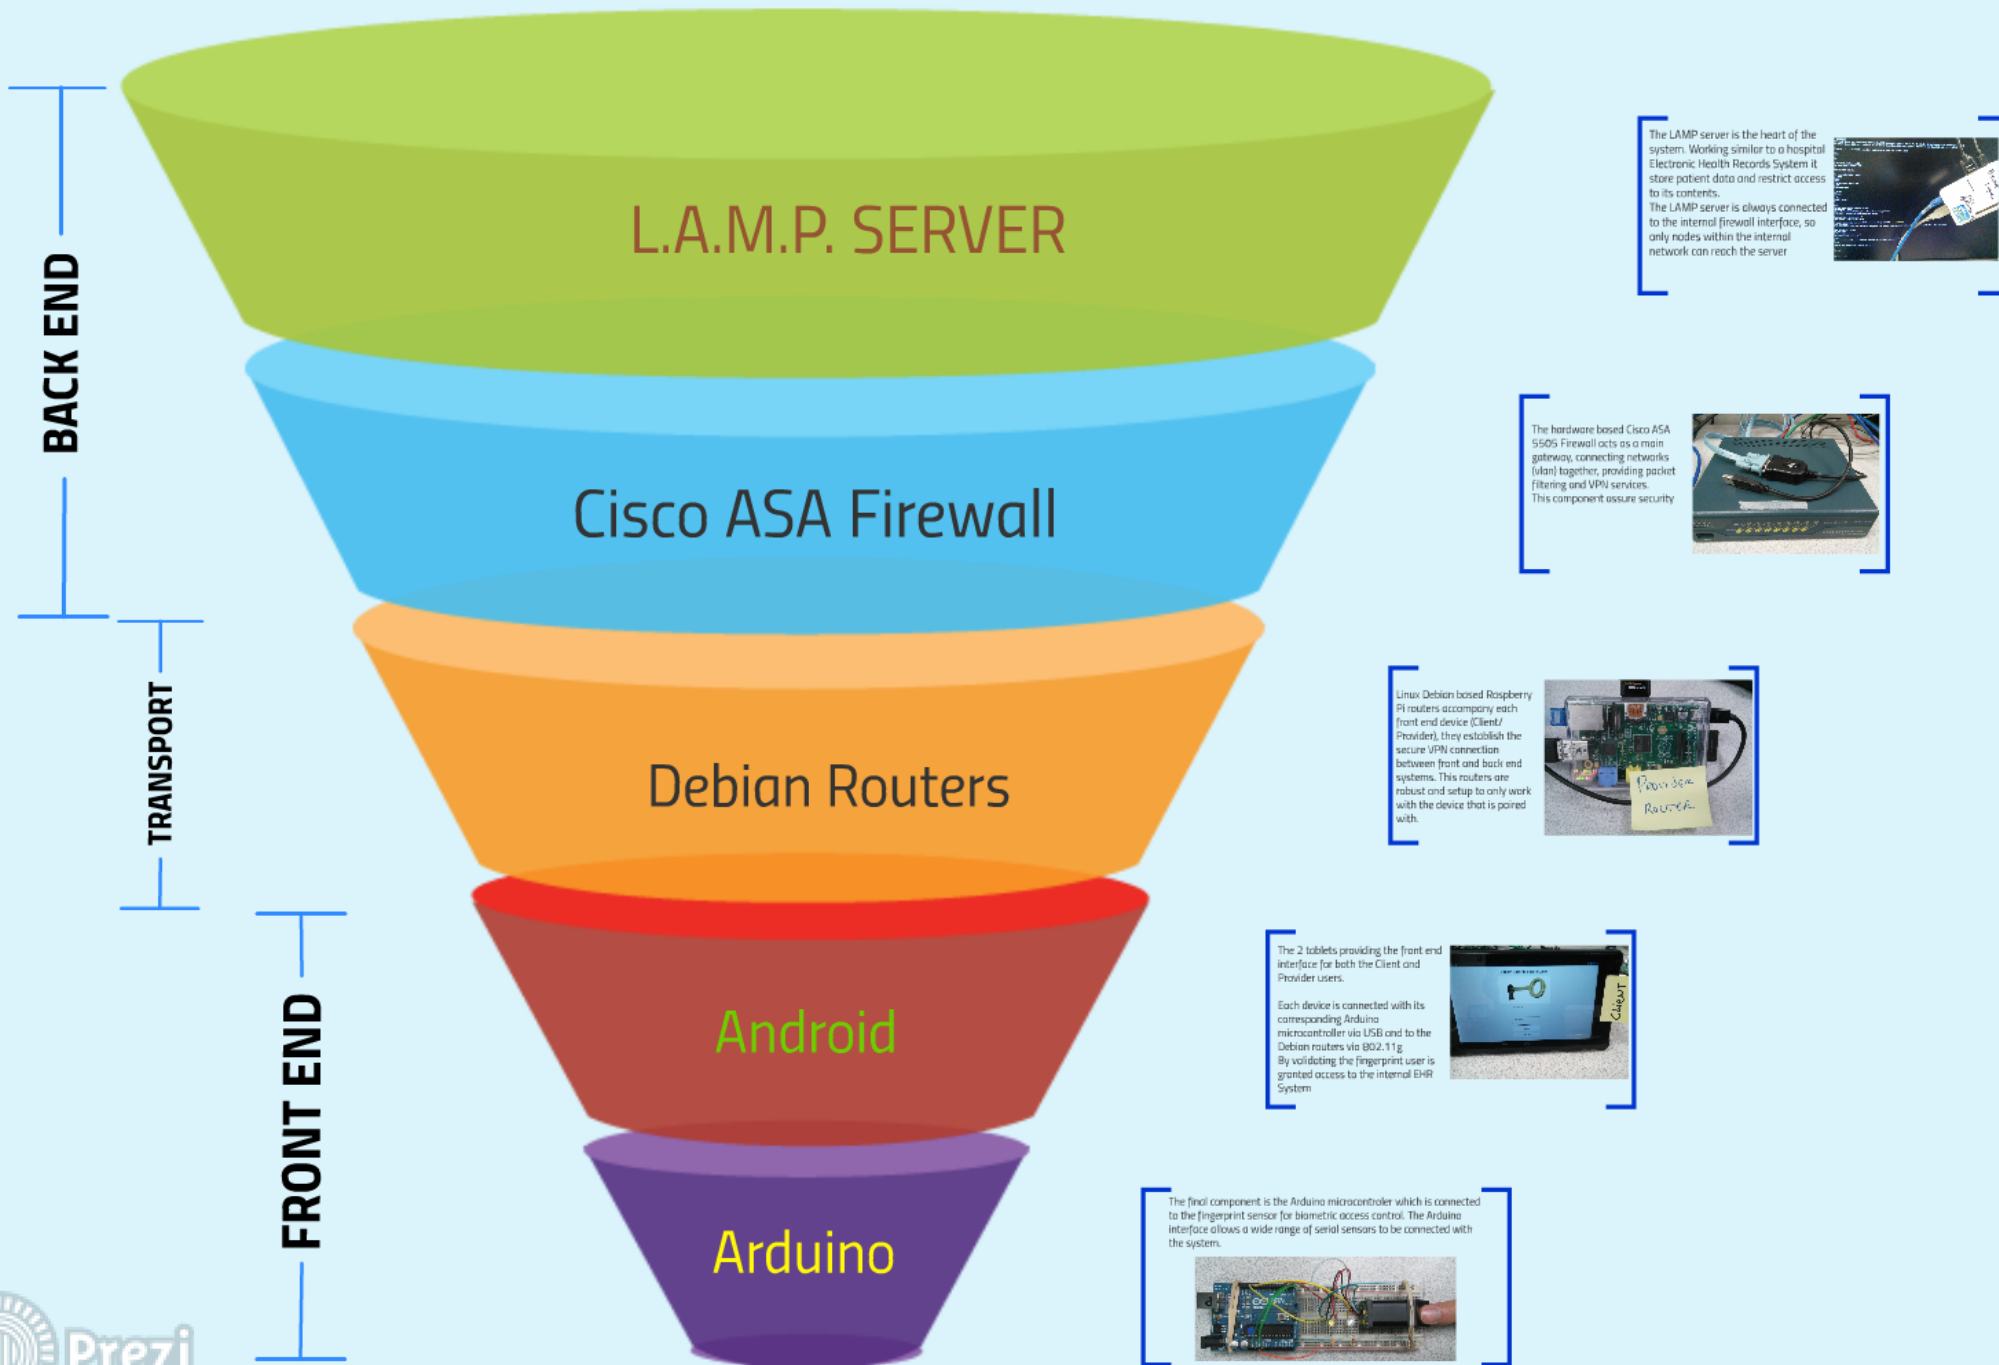 BACK END
TRANSPORT
FRONT END
L.A.M.P. SERVER
Cisco ASA Firewall
Debian Routers
Android
Arduino
The LAMP server is the heart of the
system. Working similar to a hospital
Electronic Health Records System it
store patient data and restrict access
to its contents.
The LAMP server is always connected
to the internal firewall interface, so
only nodes within the internal
network can reach the server
The hardware based Cisco ASA
5505 Firewall acts as a main
gateway, connecting networks
(vlan) together, providing packet
filtering and VPN services.
This component assure security
Linux Debian based Raspberry
Pi routers accompany each
front end device (Client/
Provider), they establish the
secure VPN connection
between front and back end
systems. This routers are
robust and setup to only work
with the device that is paired
with.
PROVIDER
ROUTER
The 2 tablets providing the front end
interface for both the Client and
Provider users.
Each device is connected with its
corresponding Arduino
microcontroller via USB and to the
Debian routers via 802.11g
By validating the fingerprint user is
granted access to the internal EHR
System
CLIENT
The final component is the Arduino microcontroler which is connected
to the fingerprint sensor for biometric access control. The Arduino
interface allows a wide range of serial sensors to be connected with
the system.
Prezi